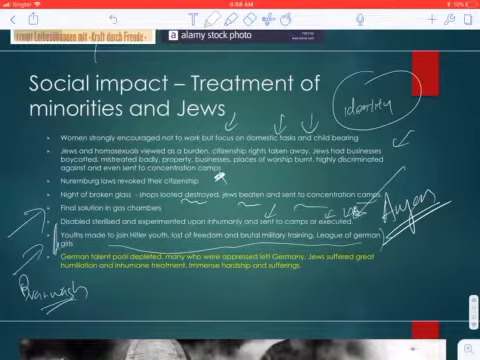 Singtel
4:58 AM
10%
Freier Leibesübungen mit »Kraft durch Freude«
a alamy stock photo
Social impact – Treatment of
minorities and Jews
identity
Women strongly encouraged not to work but focus on domestic tasks and child bearing
Jews and homosexuals viewed as a burden, citizenship rights taken away. Jews had businesses
boycotted, mistreated badly, property, businesses, places of worship burnt, highly discriminated
against and even sent to concentration camps
Nuremburg laws revoked their citizenship
Night of broken glass - shops looted destroyed, jews beaten and sent to concentration camps
Final solution in gas chambers
Disabled sterilised and experimented upon inhumanly and sent to camps or executed
Aryan
Youths made to join Hitler youth, lost of freedom and brutal military training. League of german
girls
German talent pool depleted, many who were oppressed left Germany. Jews suffered great
humiliation and inhumane treatment. Immense hardship and sufferings.